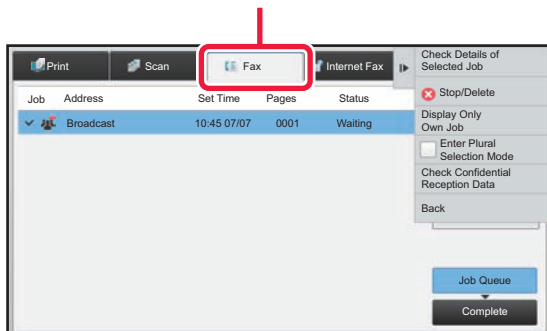 Print Scan Fax Internet Fax
Job Address Set Time Pages Status
Broadcast 10:45 07/07 0001 Waiting
Check Details of
Selected Job
Stop/Delete
Display Only
Own Job
Enter Plural
Selection Mode
Check Confidential
Reception Data
Back
Job Queue
Complete